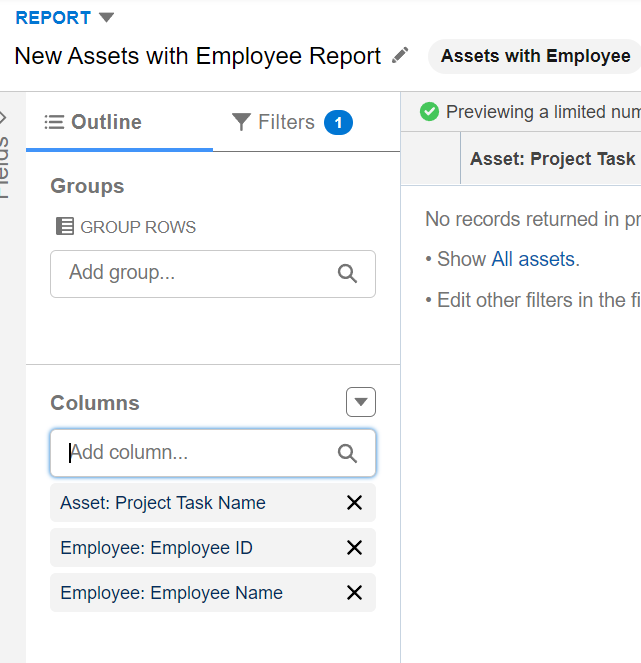 REPORT
New Assets with Employee Report
Assets with Employee
Fields
Outline
Filters 1
Previewing a limited num
Groups
GROUP ROWS
Add group...
Asset: Project Task
No records returned in pr
• Show All assets.
• Edit other filters in the fi
Columns
Add column...
Asset: Project Task Name
Employee: Employee ID
Employee: Employee Name